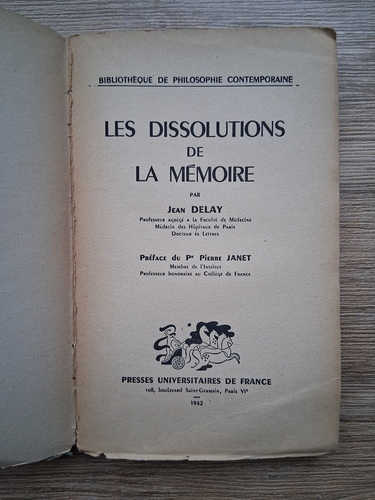 BIBLIOTHÈQUE DE PHILOSOPHIE CONTEMPORAINE
LES DISSOLUTIONS
DE
LA MÉMOIRE
PAR
Jean DELAY
Professeur agrégé a la Faculté de Médecine
Médecin des Hôpitaux de Paris
Docteur ès Lettres
Préface du Pr Pierre JANET
Membre de l'Institut
Professeur honoraire au Collège de France
PRESSES UNIVERSITAIRES DE FRANCE
108, boulevard Saint-Germain, Paris VIe
1942